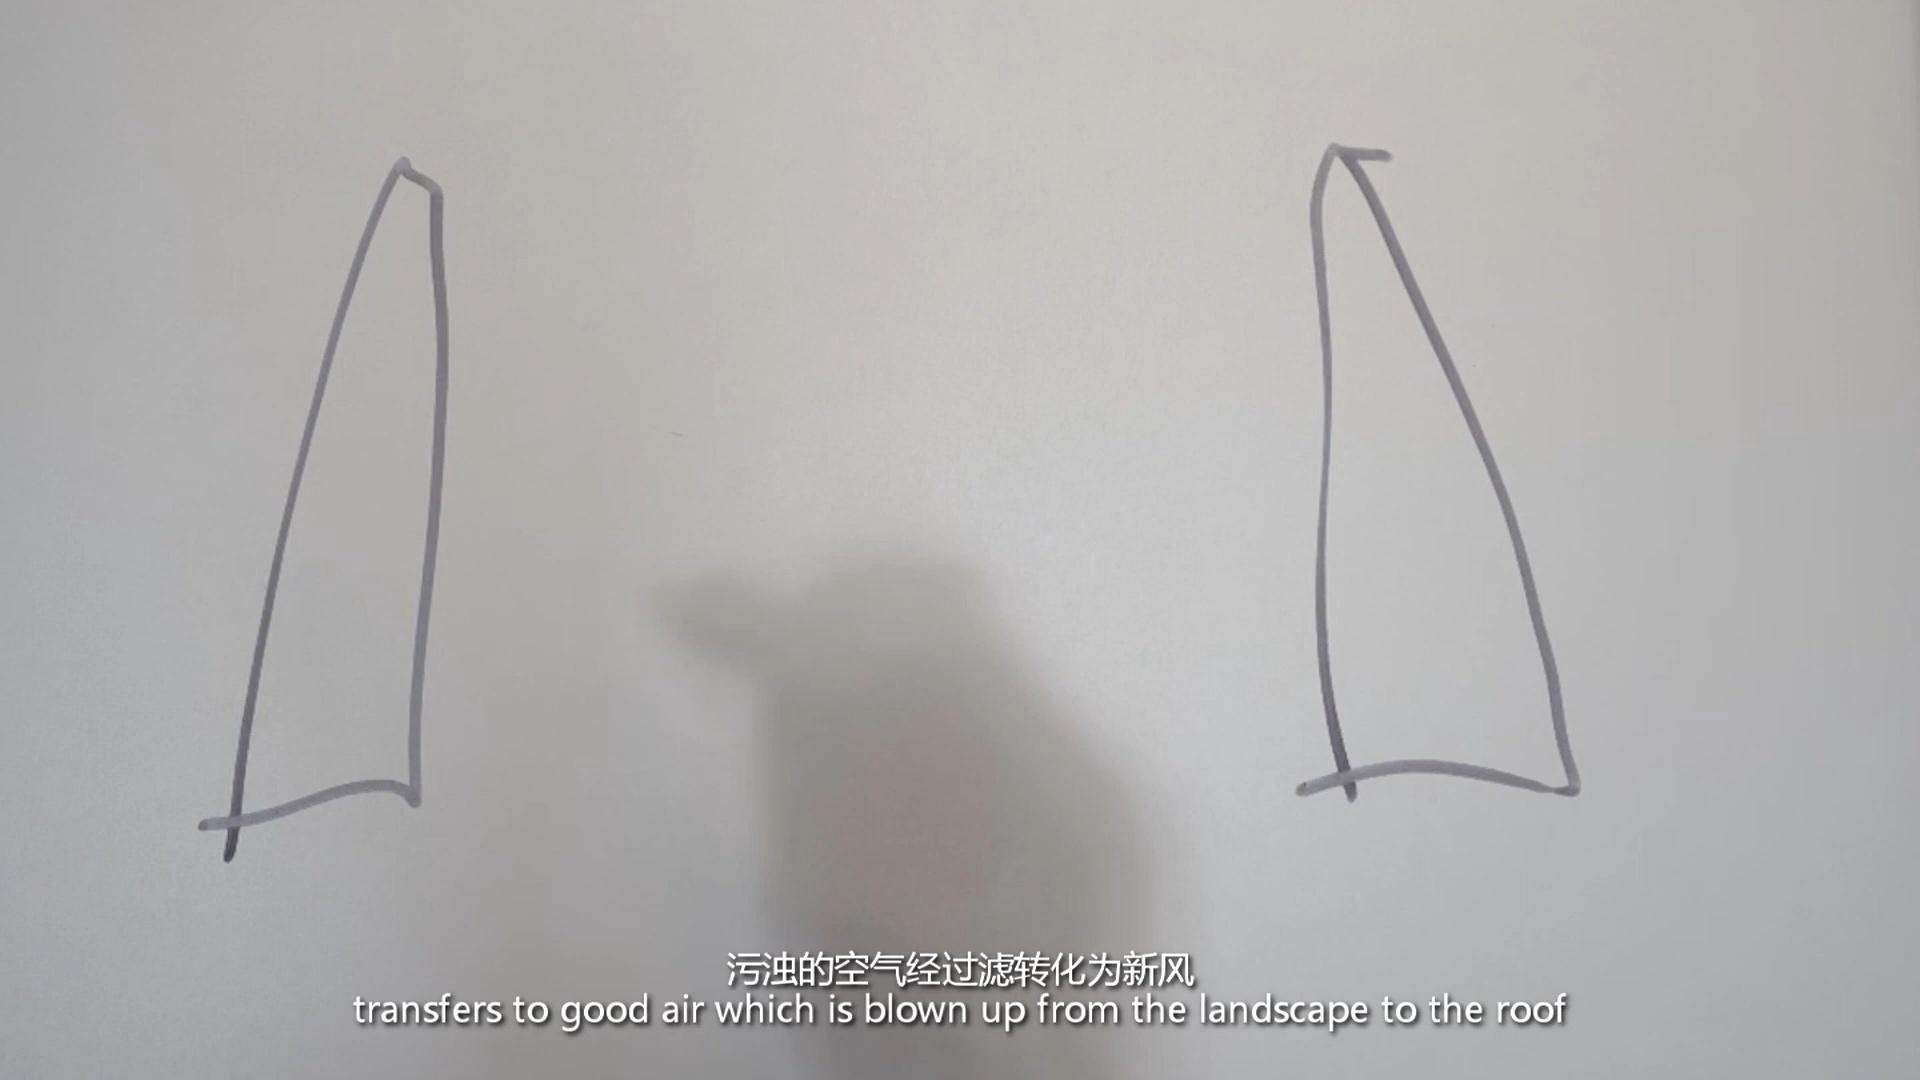 污浊的空气经过滤转化为新风
transfers to good air which is blown up from the landscape to the roof